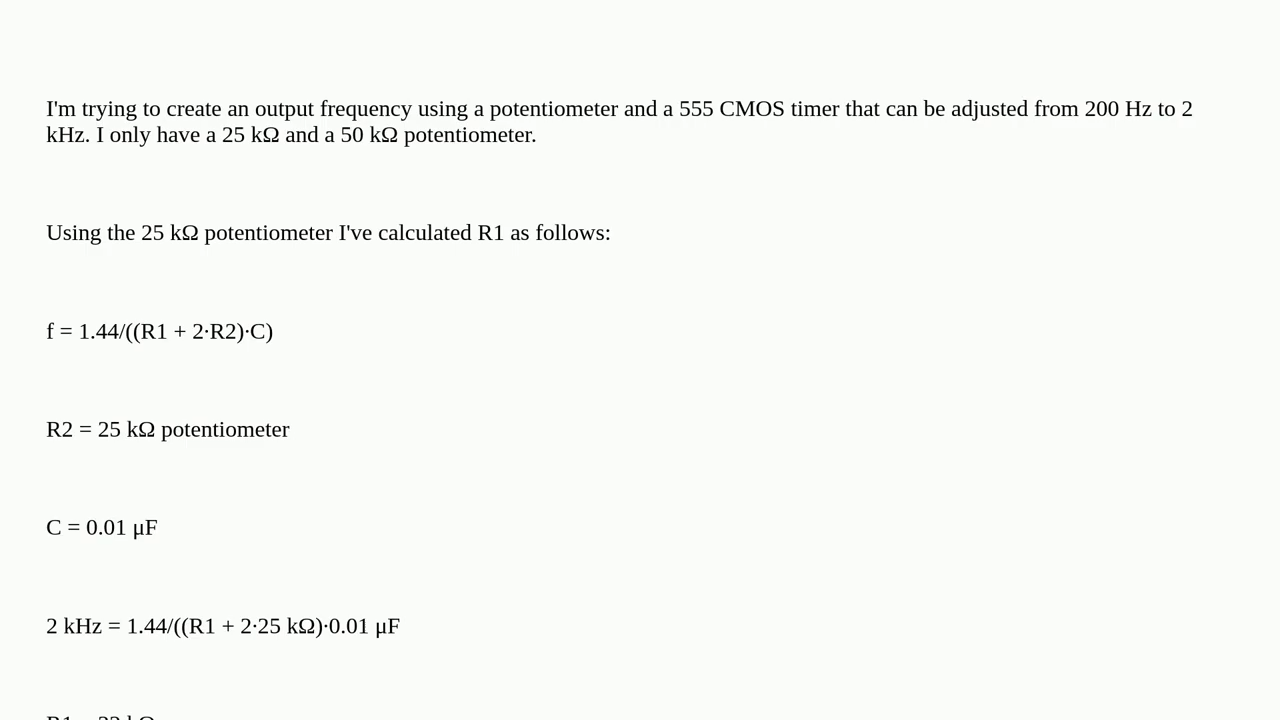 I'm trying to create an output frequency using a potentiometer and a 555 CMOS timer that can be adjusted from 200 Hz to 2
kHz. I only have a 25 kΩ and a 50 kΩ potentiometer.
Using the 25 kΩ potentiometer I've calculated R1 as follows:
f = 1.44/((R1 + 2·R2)·C)
R2 = 25 kΩ potentiometer
C = 0.01 μF
2 kHz = 1.44/((R1 + 2·25 kΩ)·0.01 μF